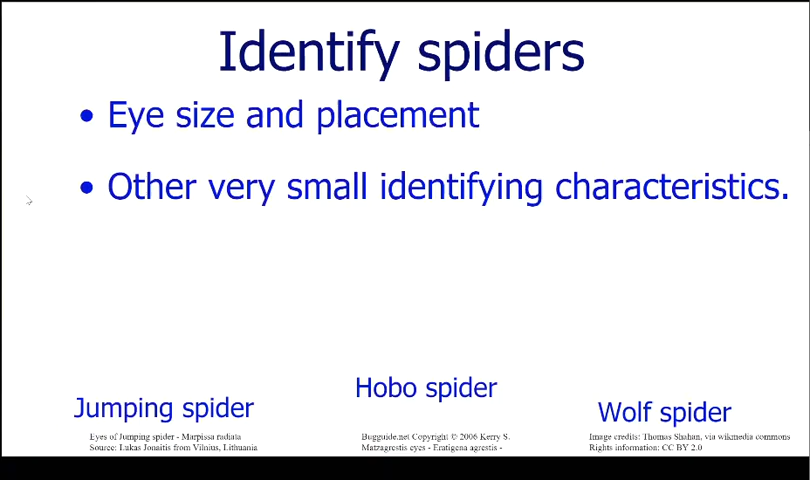 Identify spiders
• Eye size and placement
• Other very small identifying characteristics.
Jumping spider
Eyes of Jumping spider - Marpissa radiata
Source: Lukas Jonaitis from Vilnius, Lithuania
Hobo spider
Bugguide.net Copyright © 2006 Kerry S.
Matzagrestis eyes - Eratigena agrestis -
Wolf spider
Image credits: Thomas Shahan, via wikimedia commons
Rights information: CC BY 2.0